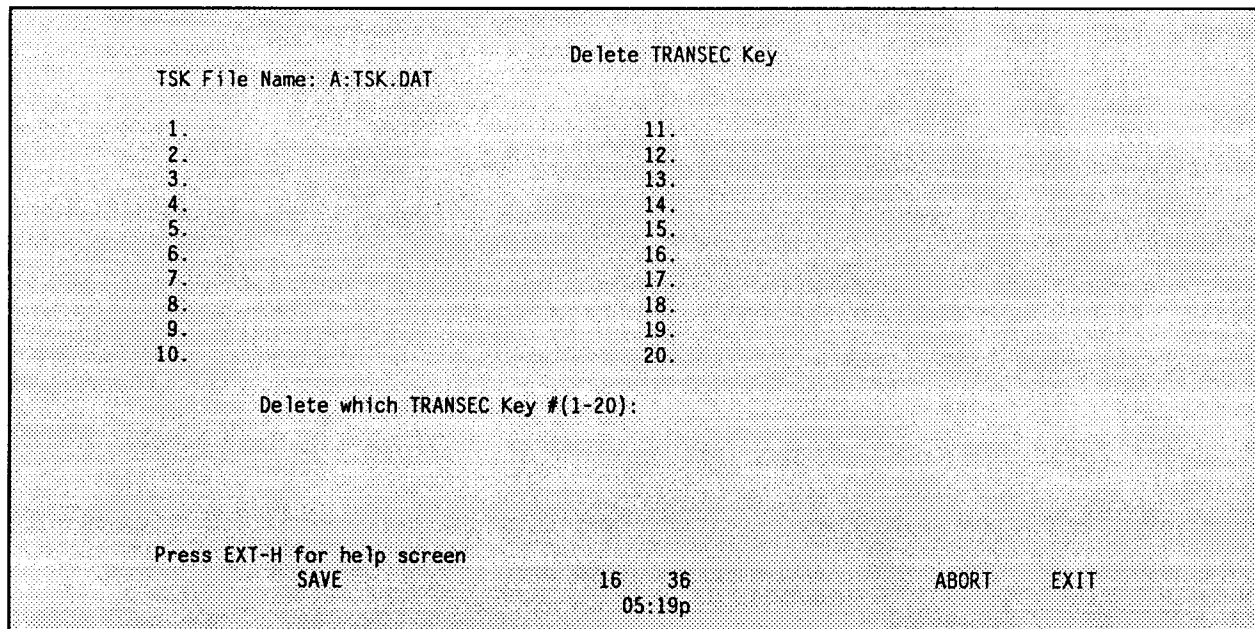 Delete TRANSEC Key
TSK File Name: A:TSK.DAT
1. 11.
2. 12.
3. 13.
4. 14.
5. 15.
6. 16.
7. 17.
8. 18.
9. 19.
10. 20.
Delete which TRANSEC Key #(1-20):
Press EXT-H for help screen
SAVE 16 36 ABORT EXIT
05:19p